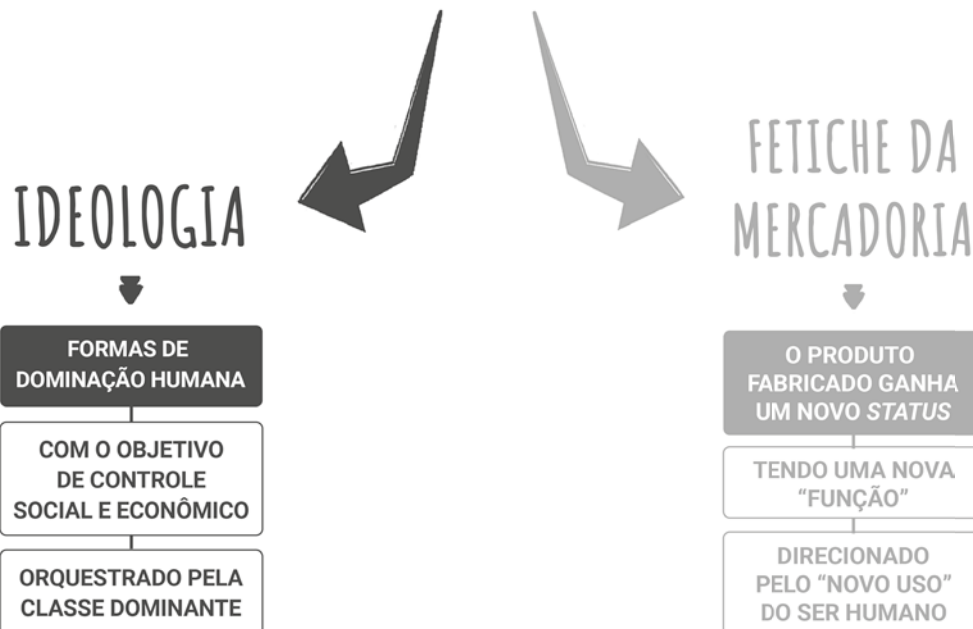 IDEOLOGIA
FORMAS DE
DOMINAÇÃO HUMANA
COM O OBJETIVO
DE CONTROLE
SOCIAL E ECONÔMICO
ORQUESTRADO PELA
CLASSE DOMINANTE
FETICHE DA
MERCADORIA
O PRODUTO
FABRICADO GANHA
UM NOVO STATUS
TENDO UMA NOVA
“FUNÇÃO”
DIRECIONADO
PELO “NOVO USO”
DO SER HUMANO